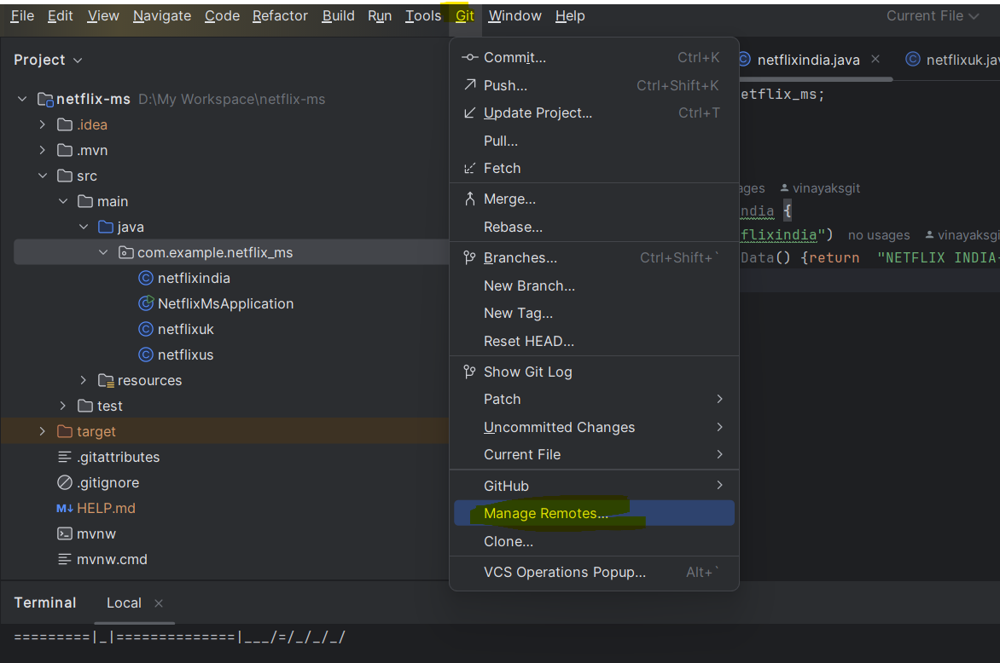 File Edit View Navigate Code Refactor Build Run Tools Git Window Help Current File
Project
netflix-ms D:\My Workspace\netflix-ms
.idea
.mvn
src
main
java
com.example.netflix_ms
netflixindia
NetflixMsApplication
netflixuk
netflixus
resources
test
target
.gitattributes
.gitignore
M↓ HELP.md
mvnw
mvnw.cmd
Commit... Ctrl+K
Push... Ctrl+Shift+K
Update Project... Ctrl+T
Pull...
Fetch
Merge...
Rebase...
Branches... Ctrl+Shift+`
New Branch...
New Tag...
Reset HEAD...
Show Git Log
Patch
Uncommitted Changes
Current File
GitHub
Manage Remotes...
Clone...
VCS Operations Popup... Alt+`
netflixindia.java netflixuk.jav
etflix_ms;
ages vinayaksgit
ndia {
flixindia") no usages vinayaksgi
Data() {return "NETFLIX INDIA-
Terminal Local
=========|_|==============|___/=/_/_/_/